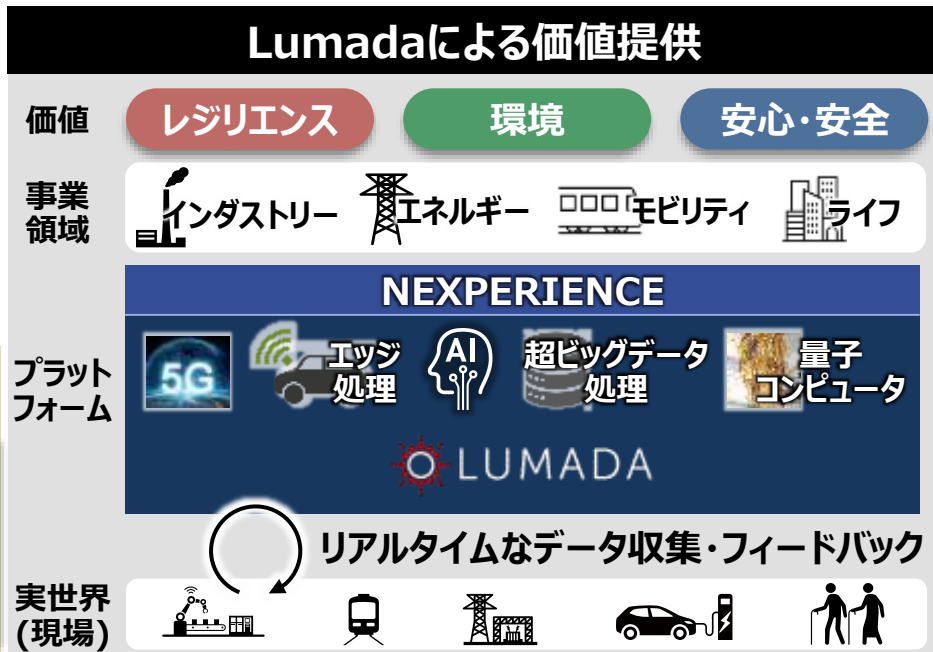 Lumadaによる価値提供
価値
レジリエンス
環境
安心・安全
事業
領域
インダストリー
エネルギー
モビリティ
ライフ
NEXPERIENCE
プラット
フォーム
5G
エッジ
処理
AI
超ビッグデータ
処理
量子
コンピュータ
LUMADA
リアルタイムなデータ収集・フィードバック
実世界
(現場)